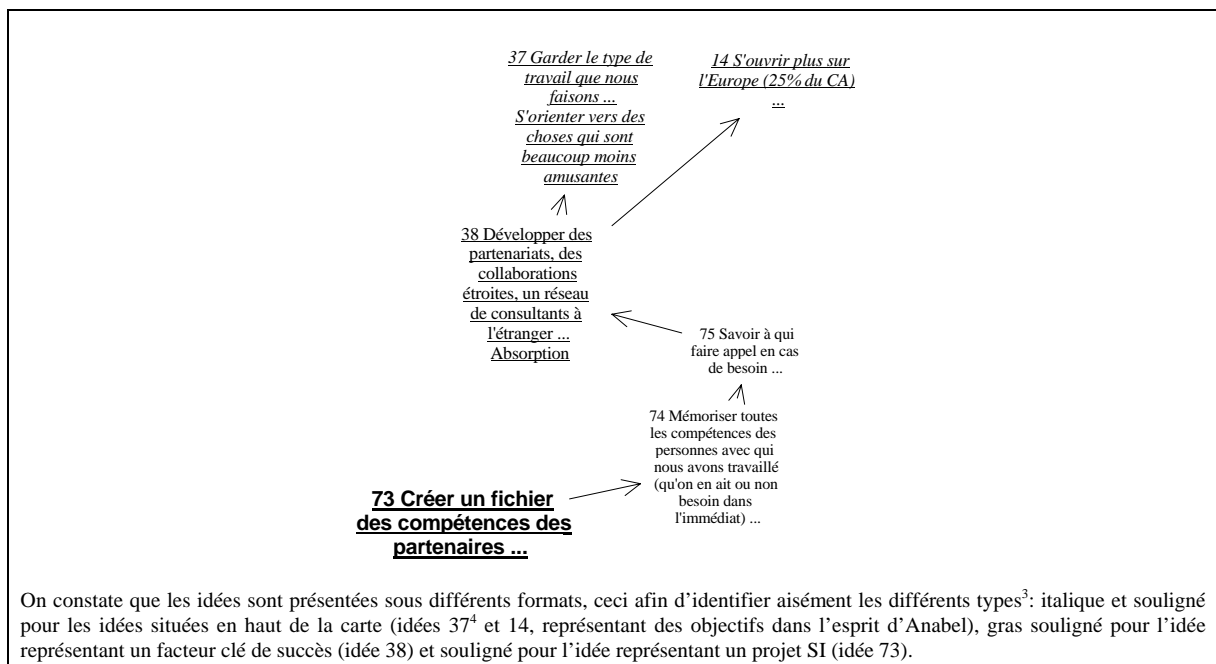 37 Garder le type de
travail que nous
faisons ...
S'orienter vers des
choses qui sont
beaucoup moins
amusantes
14 S'ouvrir plus sur
l'Europe (25% du CA)
...
38 Développer des
partenariats, des
collaborations
étroites, un réseau
de consultants à
l'étranger ...
Absorption
75 Savoir à qui
faire appel en cas
de besoin ...
74 Mémoriser toutes
les compétences des
personnes avec qui
nous avons travaillé
(qu'on en ait ou non
besoin dans
l'immédiat) ...
73 Créer un fichier
des compétences des
partenaires ...
On constate que les idées sont présentées sous différents formats, ceci afin d’identifier aisément les différents types3: italique et souligné
pour les idées situées en haut de la carte (idées 374 et 14, représentant des objectifs dans l’esprit d’Anabel), gras souligné pour l’idée
représentant un facteur clé de succès (idée 38) et souligné pour l’idée représentant un projet SI (idée 73).